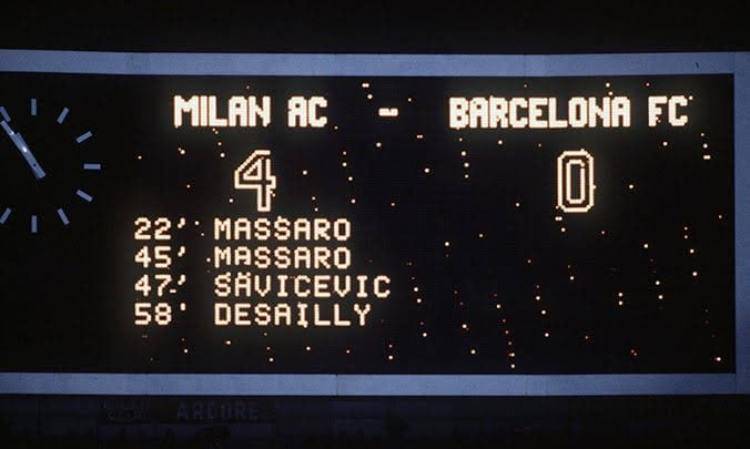 MILAN AC - BARCELONA FC
4 0
22' MASSARO
45' MASSARO
47' SAVICEVIC
58' DESAILLY